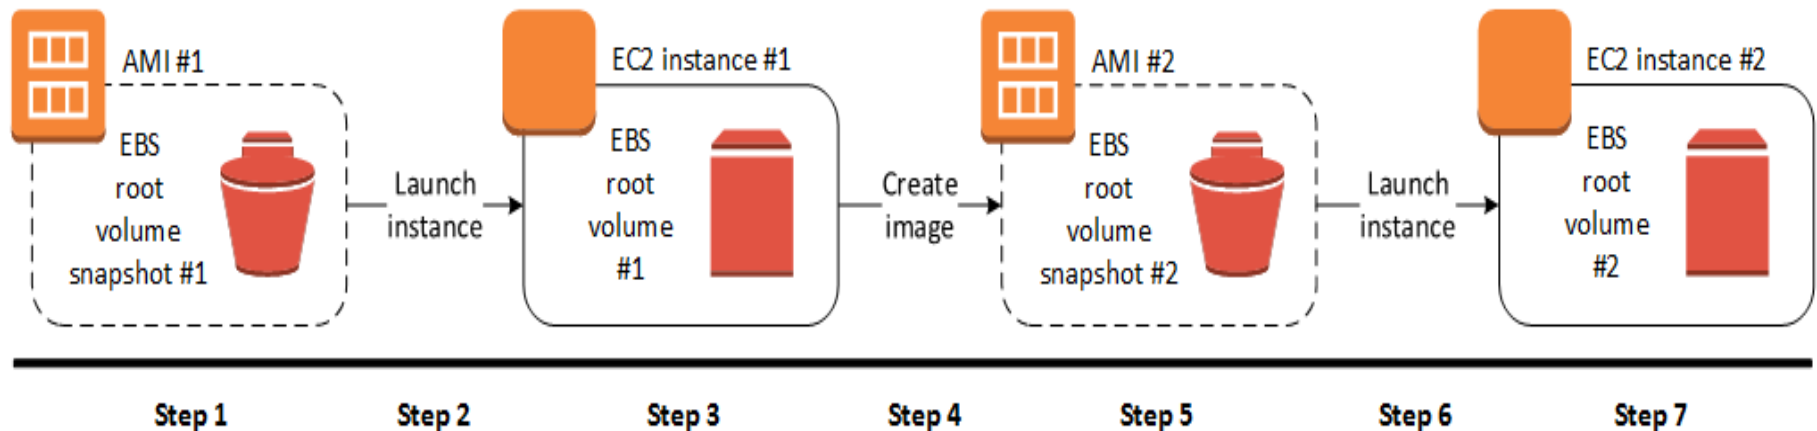 AMI #1
EBS
root
volume
snapshot #1
Launch
instance
EC2 instance #1
EBS
root
volume
#1
Create
image
AMI #2
EBS
root
volume
snapshot #2
Launch
instance
EC2 instance #2
EBS
root
volume
#2
Step 1
Step 2
Step 3
Step 4
Step 5
Step 6
Step 7